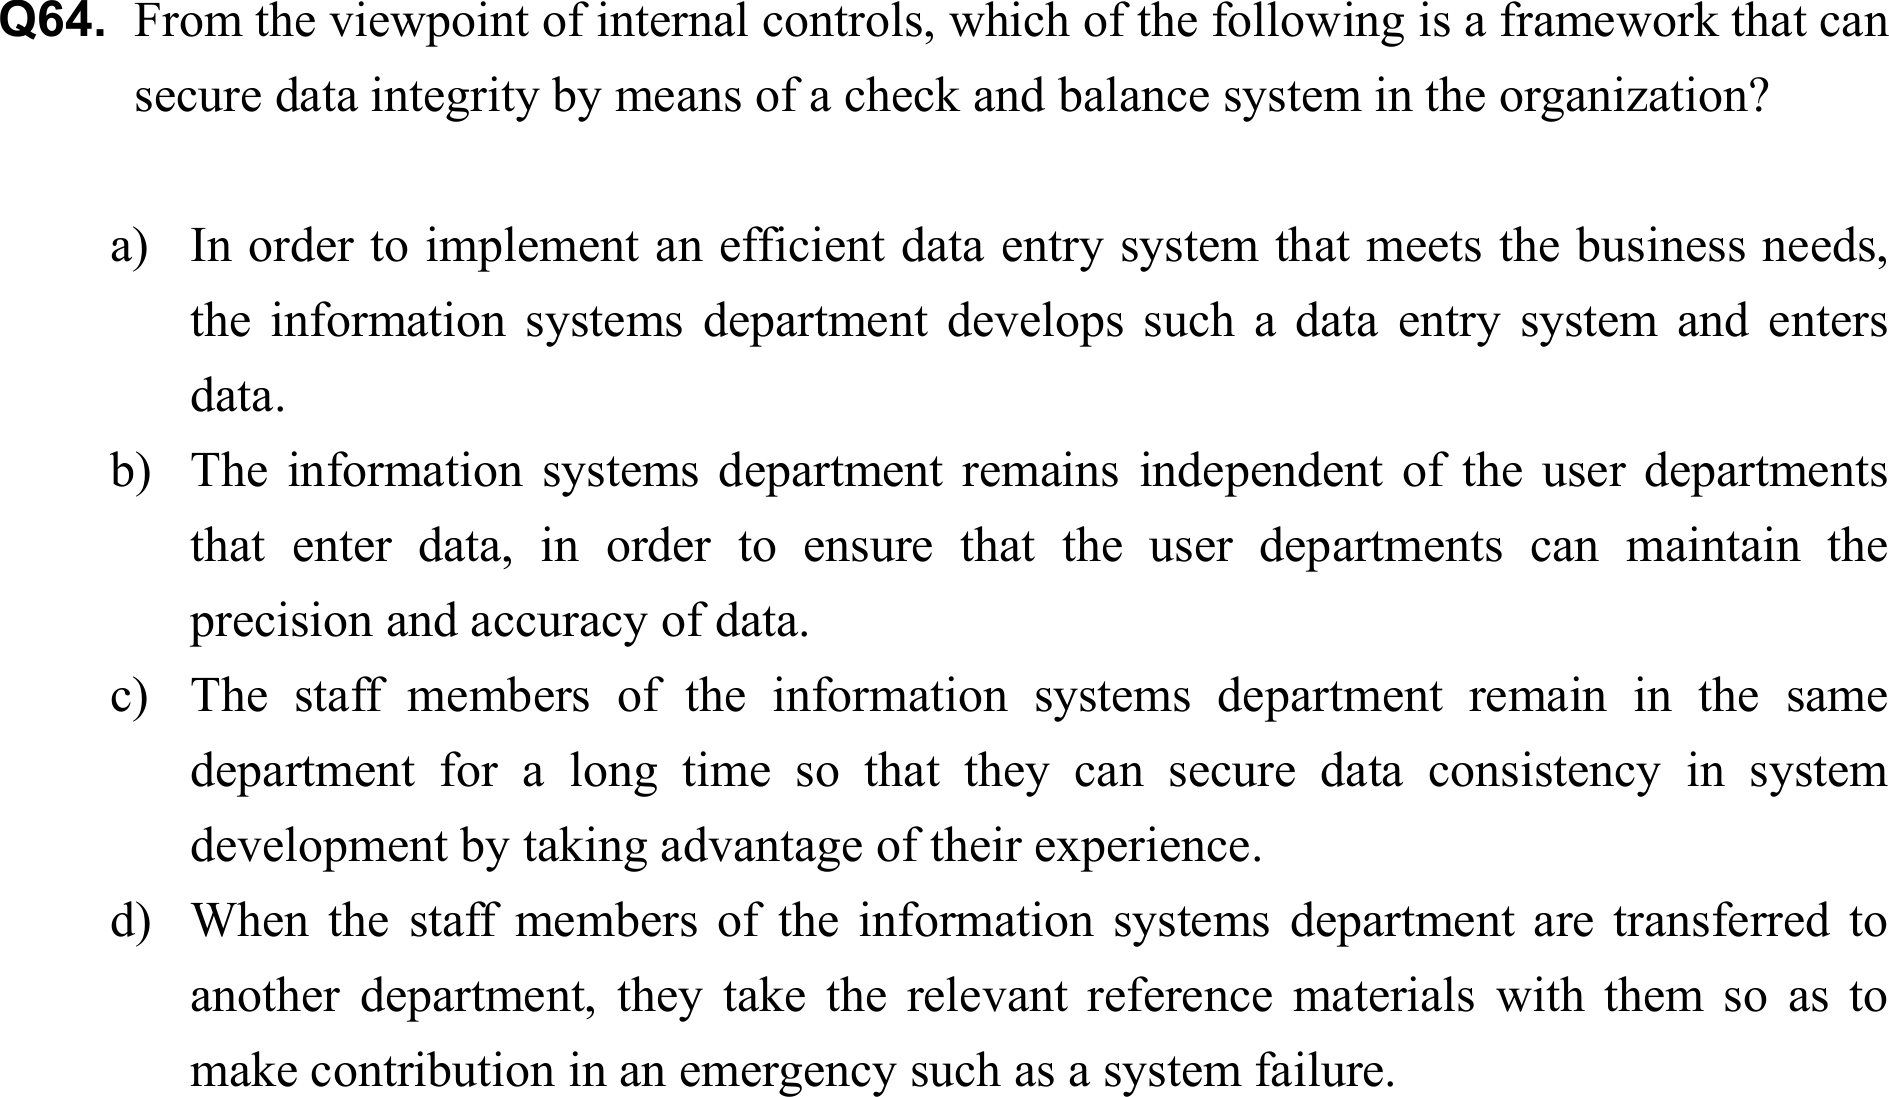 Q64. From the viewpoint of internal controls, which of the following is a framework that can
secure data integrity by means of a check and balance system in the organization?
a) In order to implement an efficient data entry system that meets the business needs,
the information systems department develops such a data entry system and enters
data.
b) The information systems department remains independent of the user departments
that enter data, in order to ensure that the user departments can maintain the
precision and accuracy of data.
c) The staff members of the information systems department remain in the same
department for a long time so that they can secure data consistency in system
development by taking advantage of their experience.
d) When the staff members of the information systems department are transferred to
another department, they take the relevant reference materials with them so as to
make contribution in an emergency such as a system failure.